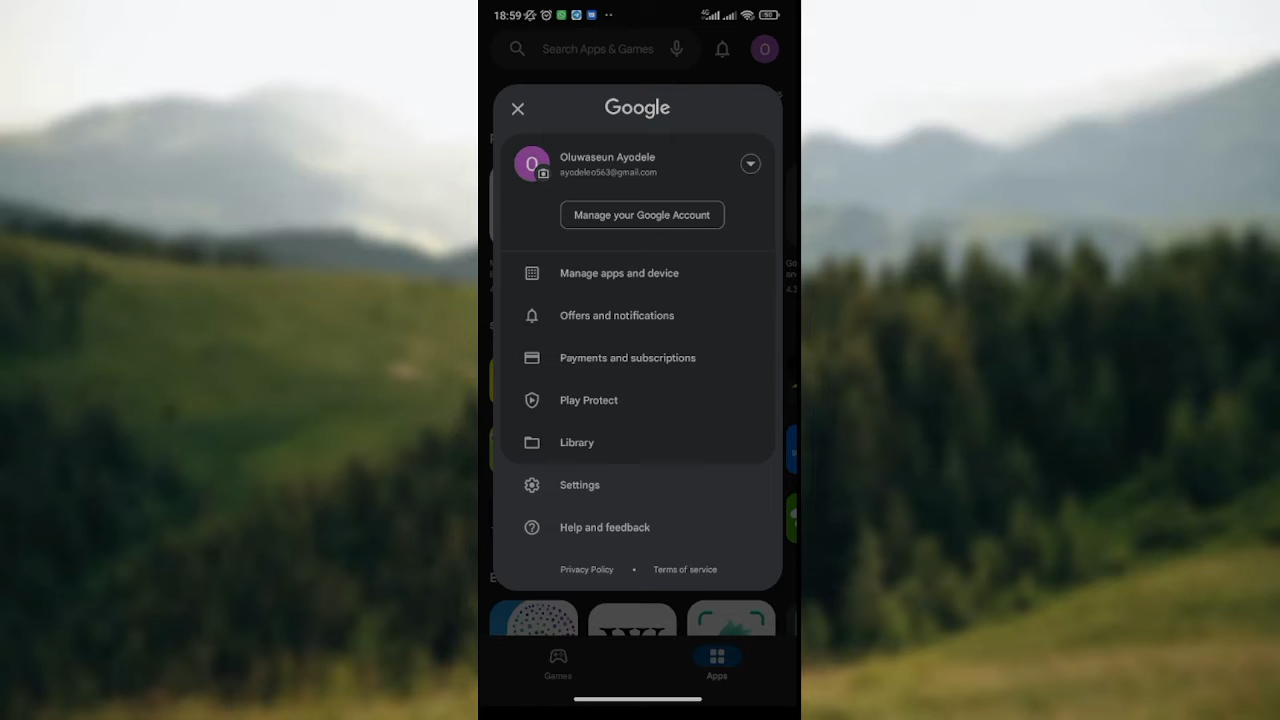 18:59
4G
50
Search Apps & Games
O
Google
O
Oluwaseun Ayodele
ayodeleo563@gmail.com
Manage your Google Account
Manage apps and device
Offers and notifications
Payments and subscriptions
Play Protect
Library
Settings
Help and feedback
Privacy Policy • Terms of service
Games
Apps